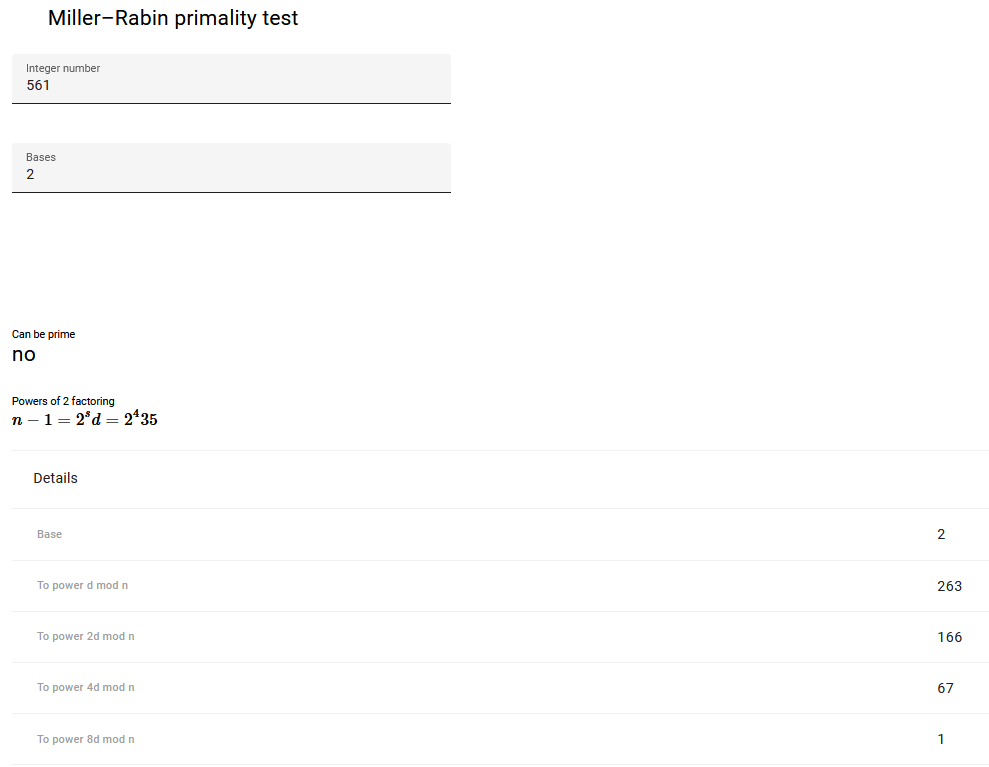 Miller–Rabin primality test
Integer number
561
Bases
2
Can be prime
no
Powers of 2 factoring
n − 1 = 2^s d = 2^4 35
Details
Base 2
To power d mod n 263
To power 2d mod n 166
To power 4d mod n 67
To power 8d mod n 1